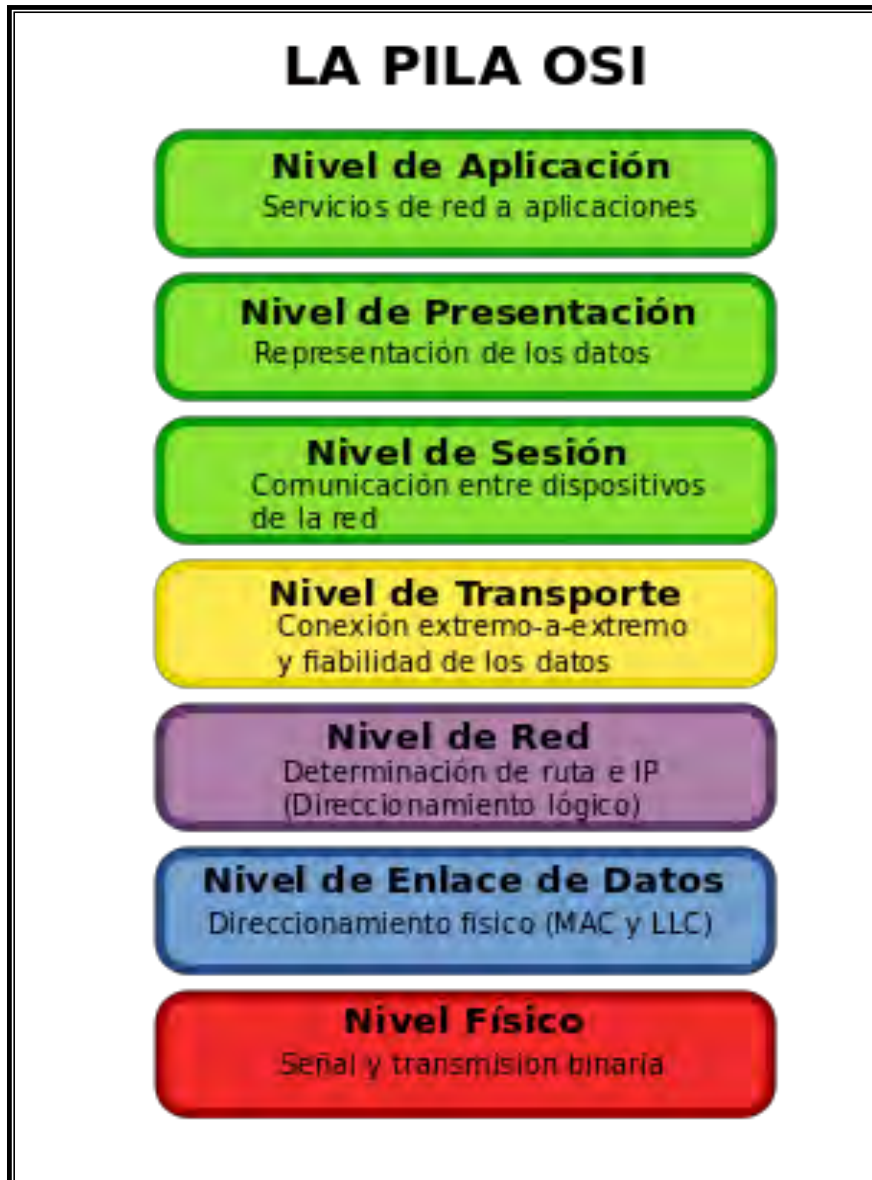 LA PILA OSI
Nivel de Aplicación
Servicios de red a aplicaciones
Nivel de Presentación
Representación de los datos
Nivel de Sesión
Comunicación entre dispositivos
de la red
Nivel de Transporte
Conexión extremo-a-extremo
y fiabilidad de los datos
Nivel de Red
Determinación de ruta e IP
(Direccionamiento lógico)
Nivel de Enlace de Datos
Direccionamiento fisico (MAC y LLC)
Nivel Físico
Señal y transmision binaria